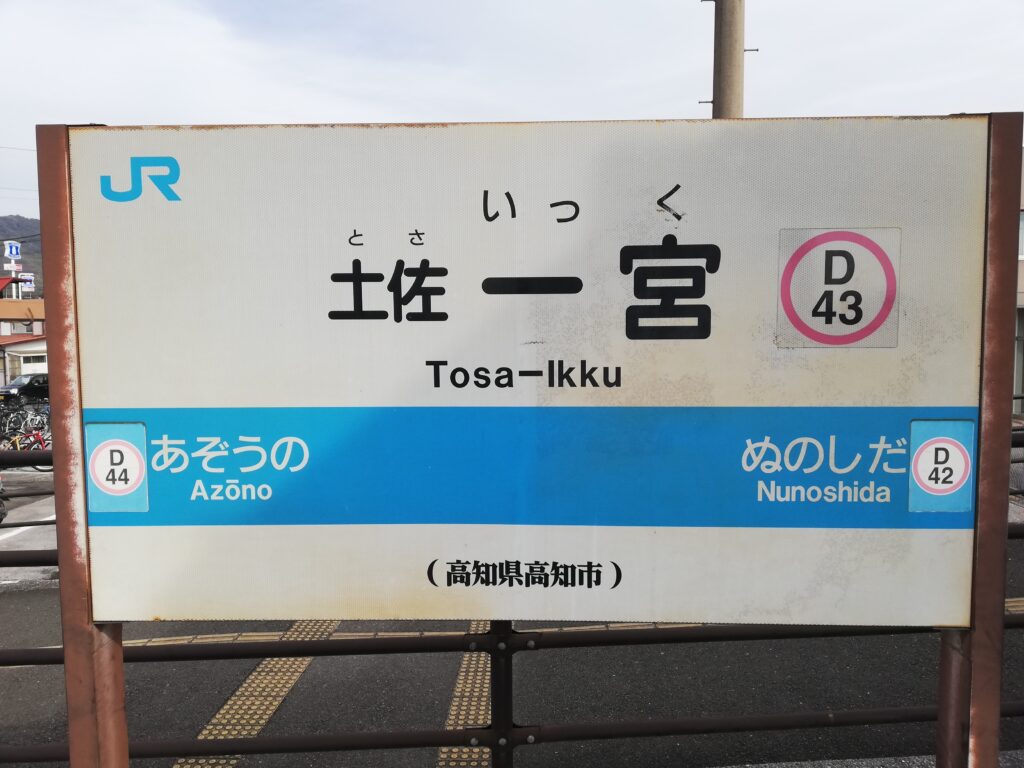 JR
とさ いっく
土佐一宮
D
43
Tosa-Ikku
D
44
あぞうの
Azōno
ぬのしだ
Nunoshida
D
42
(高知県高知市)